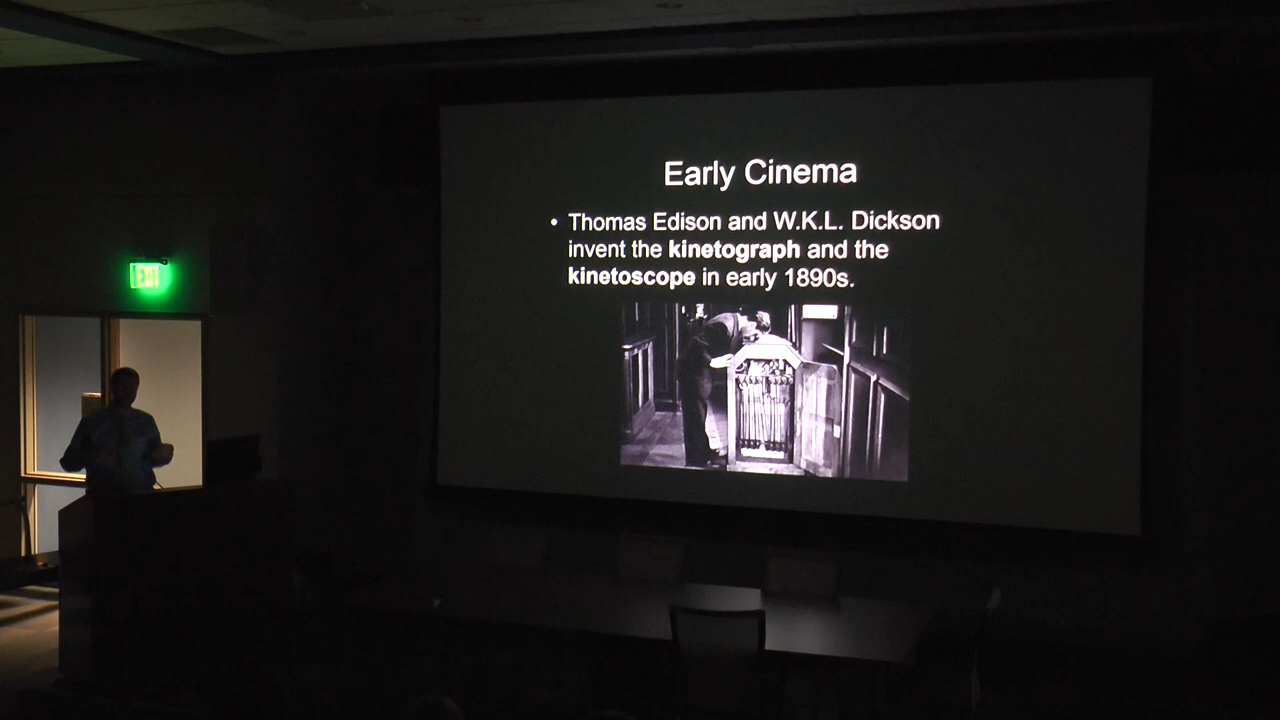 Early Cinema
• Thomas Edison and W.K.L. Dickson
invent the kinetograph and the
kinetoscope in early 1890s.
EXIT